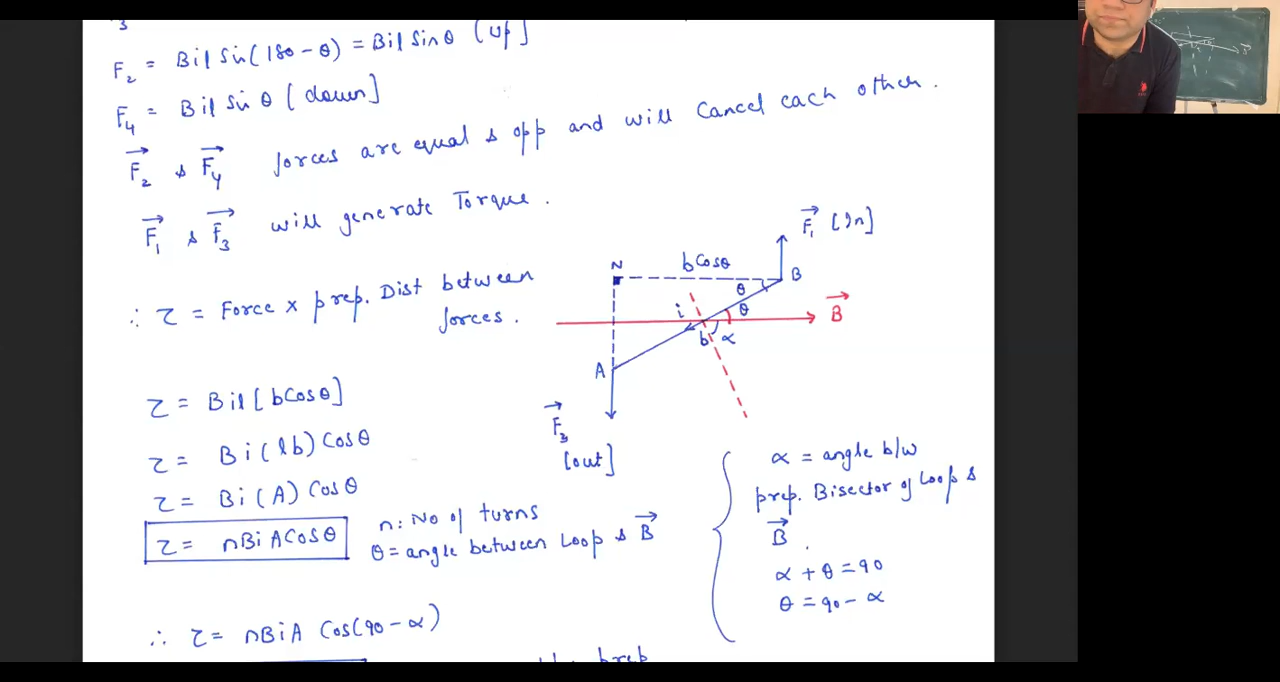 F₂ = Bil Sin(180 - θ) = Bil Sinθ (up]
F₄ = Bil Sin θ [down]
F₂ & F₄ forces are equal & opp and will cancel each other.
F₁ & F₃ will generate Torque.
F₁ [In]
N
bCosθ
θ
B
∴ τ = Force × prep. Dist between
forces.
i
θ
B
b
α
A
τ = Bil [bCosθ]
F₃
[out]
τ = Bi(lb) Cosθ
τ = Bi(A) Cosθ
τ = nBiACosθ
n: No of turns
θ = angle between Loop & B
α = angle b/w
prep. Bisector of Loop &
B
α + θ = 90
θ = 90 - α
∴ τ = nBiA Cos(90 - α)